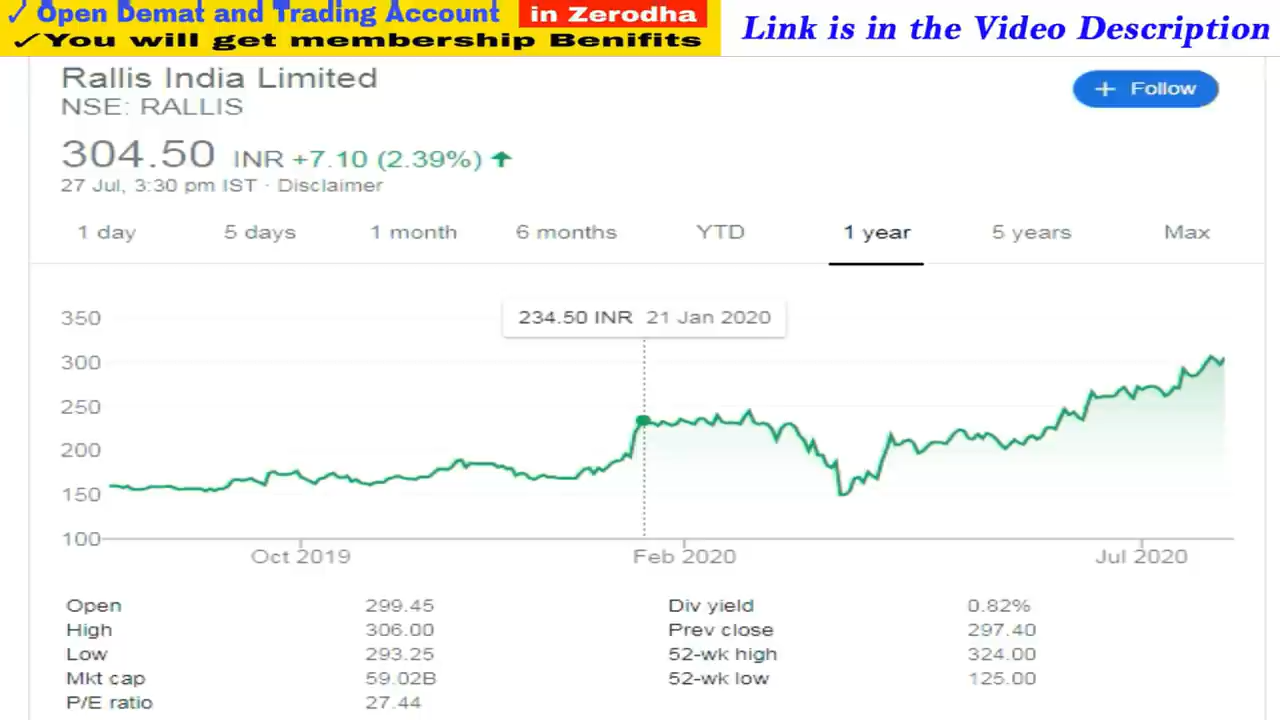 ✓ Open Demat and Trading Account in Zerodha
✓You will get membership Benifits
Link is in the Video Description
Rallis India Limited
NSE: RALLIS
+ Follow
304.50 INR +7.10 (2.39%) ↑
27 Jul, 3:30 pm IST · Disclaimer
1 day 5 days 1 month 6 months YTD 1 year 5 years Max
234.50 INR 21 Jan 2020
350
300
250
200
150
100
Oct 2019 Feb 2020 Jul 2020
Open 299.45 Div yield 0.82%
High 306.00 Prev close 297.40
Low 293.25 52-wk high 324.00
Mkt cap 59.02B 52-wk low 125.00
P/E ratio 27.44